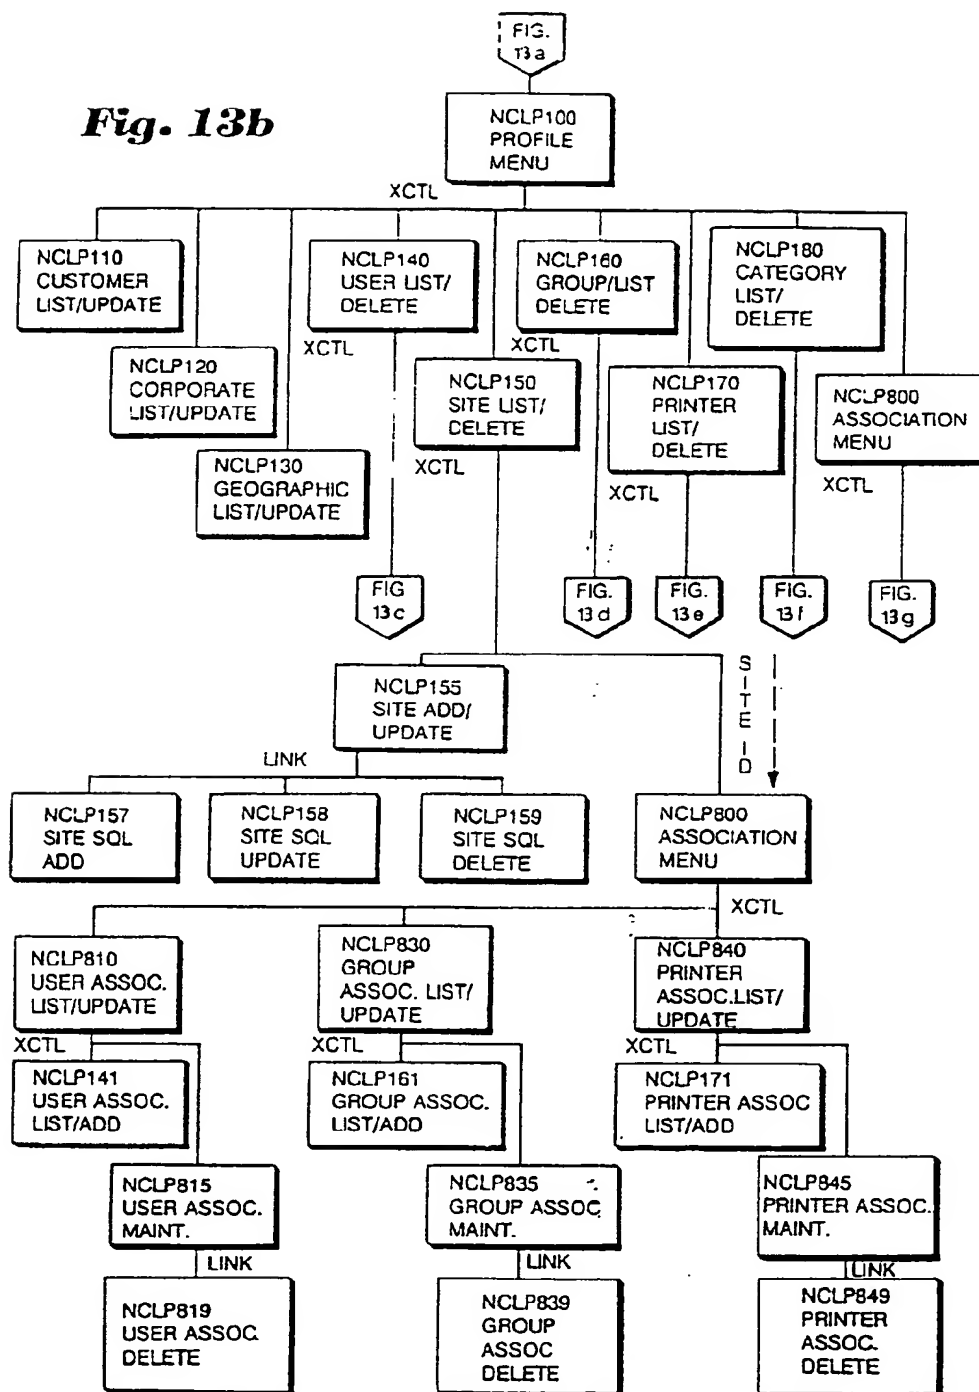 FIG.
13a
Fig. 13b
NCLP100
PROFILE
MENU
XCTL
NCLP110
CUSTOMER
LIST/UPDATE
NCLP140
USER LIST/
DELETE
NCLP160
GROUP/LIST
DELETE
NCLP180
CATEGORY
LIST/
DELETE
XCTL
XCTL
NCLP120
CORPORATE
LIST/UPDATE
NCLP150
SITE LIST/
DELETE
NCLP170
PRINTER
LIST/
DELETE
NCLP800
ASSOCIATION
MENU
NCLP130
GEOGRAPHIC
LIST/UPDATE
XCTL
XCTL
XCTL
FIG
13c
FIG.
13d
FIG.
13e
FIG.
13f
FIG.
13g
NCLP155
SITE ADD/
UPDATE
SITE ID
LINK
NCLP157
SITE SQL
ADD
NCLP158
SITE SQL
UPDATE
NCLP159
SITE SQL
DELETE
NCLP800
ASSOCIATION
MENU
XCTL
NCLP810
USER ASSOC.
LIST/UPDATE
NCLP830
GROUP
ASSOC. LIST/
UPDATE
NCLP840
PRINTER
ASSOC.LIST/
UPDATE
XCTL
XCTL
XCTL
NCLP141
USER ASSOC.
LIST/ADD
NCLP161
GROUP ASSOC.
LIST/ADD
NCLP171
PRINTER ASSOC
LIST/ADD
NCLP815
USER ASSOC.
MAINT.
NCLP835
GROUP ASSOC
MAINT.
NCLP845
PRINTER ASSOC.
MAINT.
LINK
LINK
LINK
NCLP819
USER ASSOC.
DELETE
NCLP839
GROUP
ASSOC
DELETE
NCLP849
PRINTER
ASSOC.
DELETE